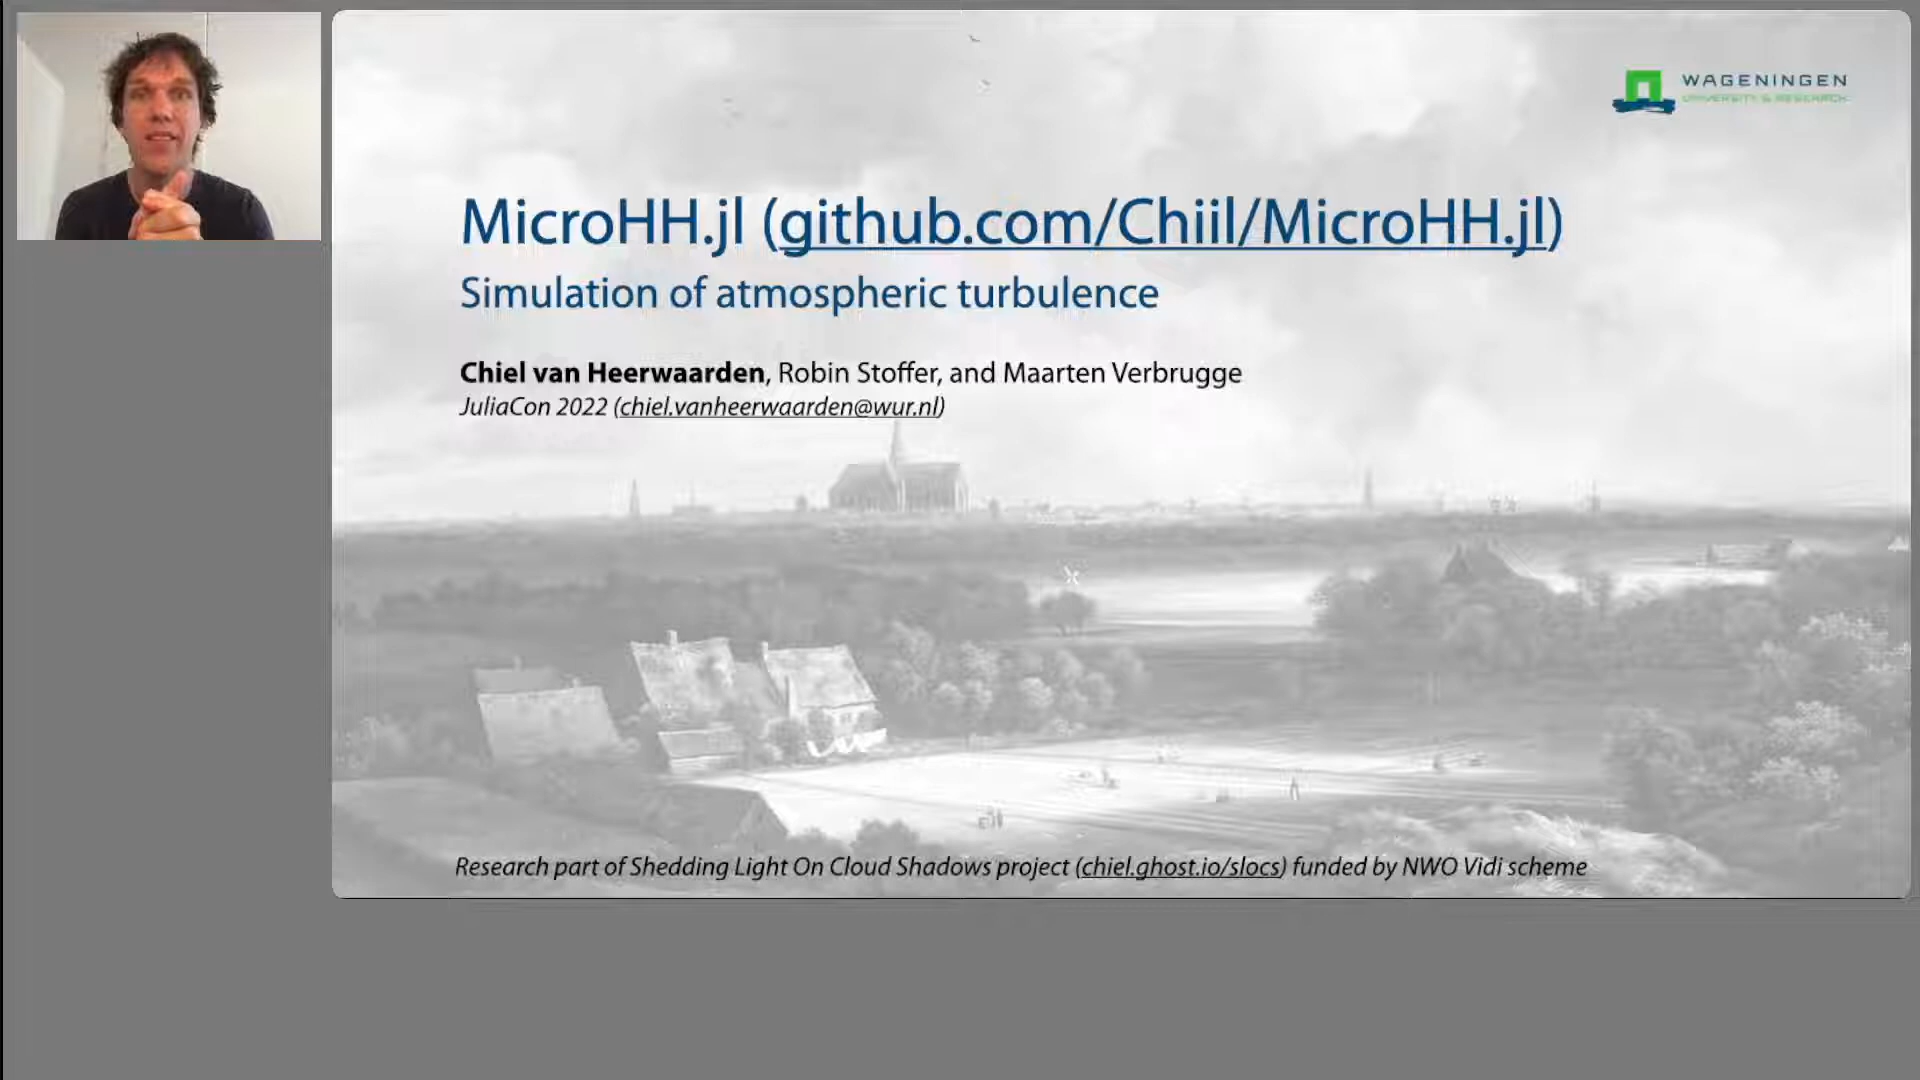 WAGENINGEN
UNIVERSITY & RESEARCH
MicroHH.jl (github.com/Chiil/MicroHH.jl)
Simulation of atmospheric turbulence
Chiel van Heerwaarden, Robin Stoffer, and Maarten Verbrugge
JuliaCon 2022 (chiel.vanheerwaarden@wur.nl)
Research part of Shedding Light On Cloud Shadows project (chiel.ghost.io/slocs) funded by NWO Vidi scheme